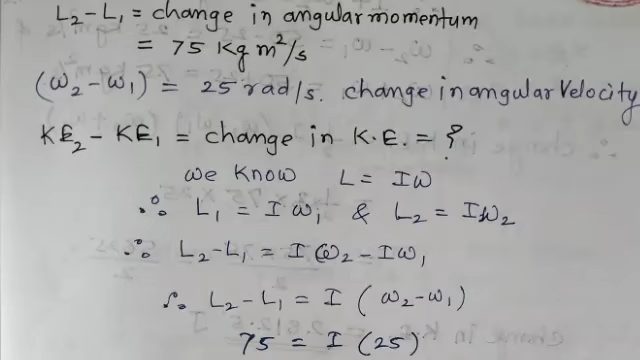 L₂-L₁ = change in angular momentum
= 75 Kg m²/s
(ω₂-ω₁) = 25 rad/s. change in angular Velocity
KE₂ - KE₁ = change in K.E. = ?
we know L = Iω
∴ L₁ = Iω₁ & L₂ = Iω₂
∴ L₂-L₁ = Iω₂ - Iω₁
∴ L₂-L₁ = I (ω₂-ω₁)
75 = I (25)